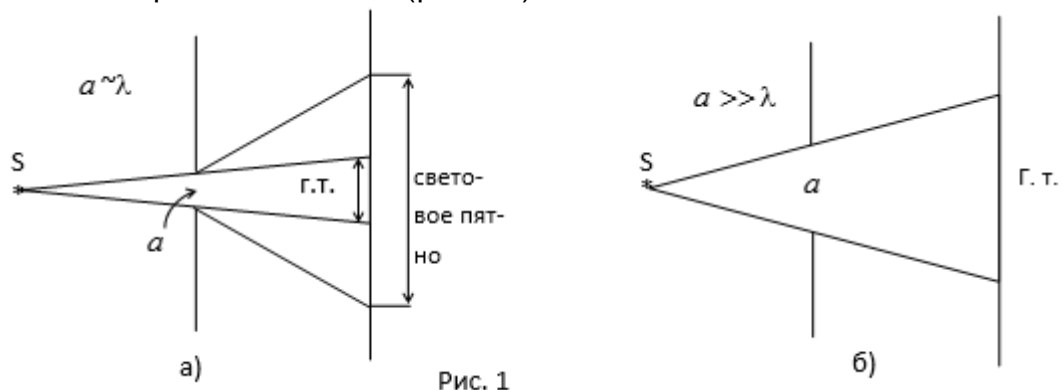 a ~ λ
S
*
a
г.т.
свето-
вое пят-
но
а)
Рис. 1
a >> λ
S
*
a
Г. т.
б)